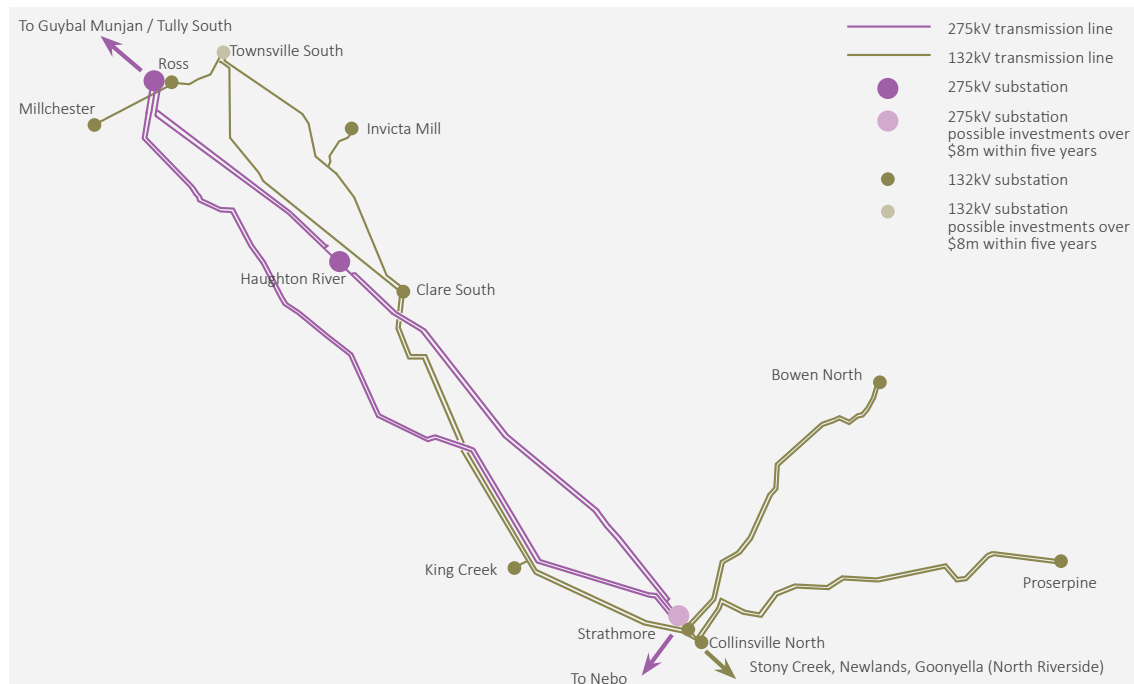 To Guybal Munjan / Tully South
Ross
Townsville South
Millchester
Invicta Mill
275kV transmission line
132kV transmission line
275kV substation
275kV substation
possible investments over
$8m within five years
132kV substation
132kV substation
possible investments over
$8m within five years
Haughton River
Clare South
Bowen North
King Creek
Proserpine
Strathmore
Collinsville North
Stony Creek, Newlands, Goonyella (North Riverside)
To Nebo